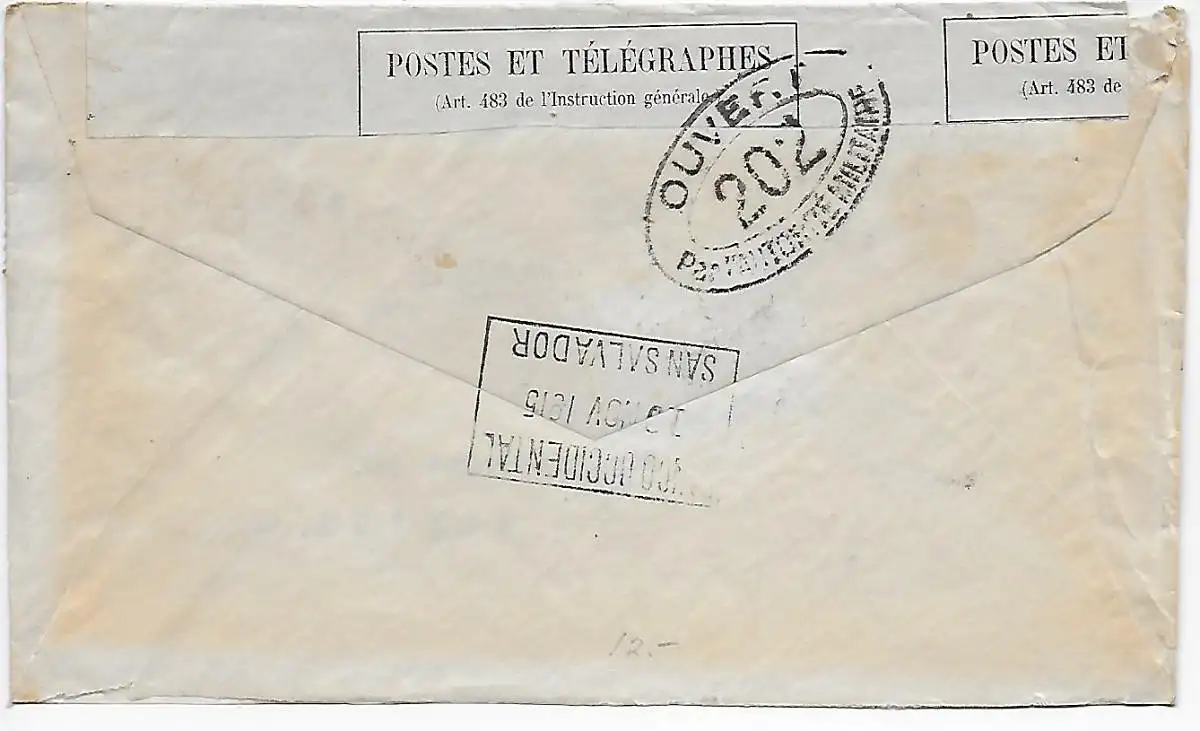 POSTES ET TÉLÉGRAPHES
(Art. 483 de l'Instruction générale
POSTES ET
(Art. 483 de
OUVERT
202
Par l'AUTORITÉ MILITAIRE
SAN SALVADOR
NOV 1915
OCCIDENTAL
12.-